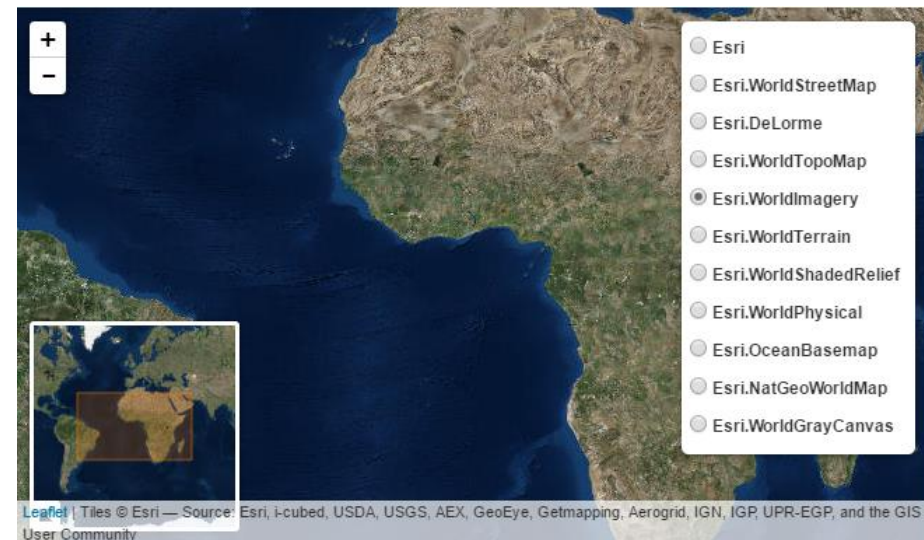 +
−
Esri
Esri.WorldStreetMap
Esri.DeLorme
Esri.WorldTopoMap
Esri.WorldImagery
Esri.WorldTerrain
Esri.WorldShadedRelief
Esri.WorldPhysical
Esri.OceanBasemap
Esri.NatGeoWorldMap
Esri.WorldGrayCanvas
Leaflet | Tiles © Esri — Source: Esri, i-cubed, USDA, USGS, AEX, GeoEye, Getmapping, Aerogrid, IGN, IGP, UPR-EGP, and the GIS
User Community